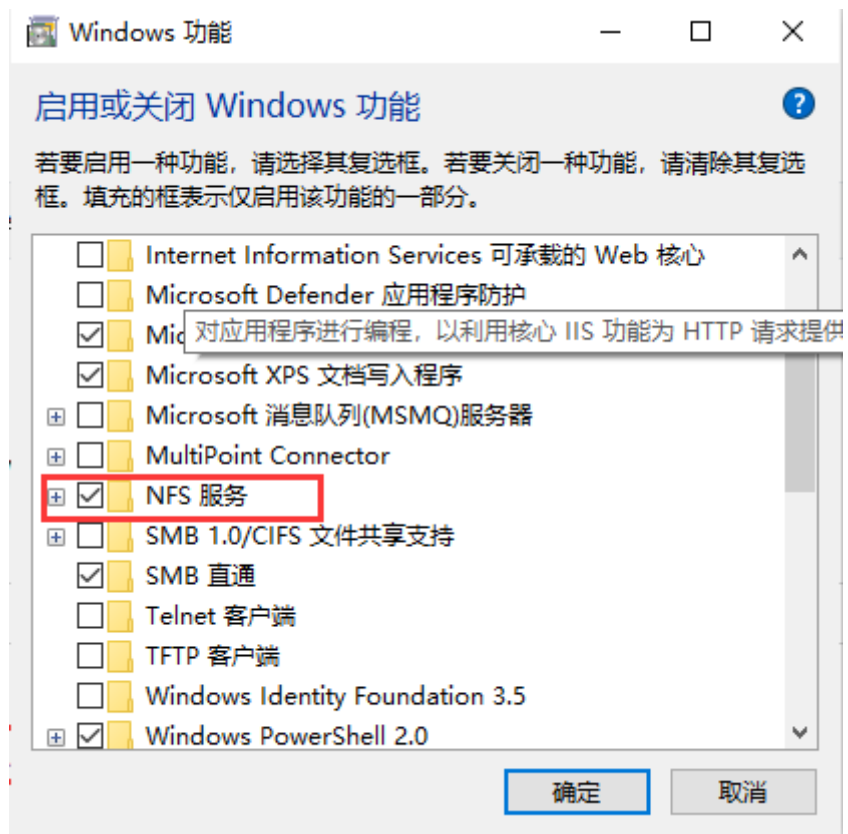 Windows 功能
启用或关闭 Windows 功能
若要启用一种功能，请选择其复选框。若要关闭一种功能，请清除其复选
框。填充的框表示仅启用该功能的一部分。
Internet Information Services 可承载的 Web 核心
Microsoft Defender 应用程序防护
对应用程序进行编程，以利用核心 IIS 功能为 HTTP 请求提供
Microsoft XPS 文档写入程序
Microsoft 消息队列(MSMQ)服务器
MultiPoint Connector
NFS 服务
SMB 1.0/CIFS 文件共享支持
SMB 直通
Telnet 客户端
TFTP 客户端
Windows Identity Foundation 3.5
Windows PowerShell 2.0
确定
取消